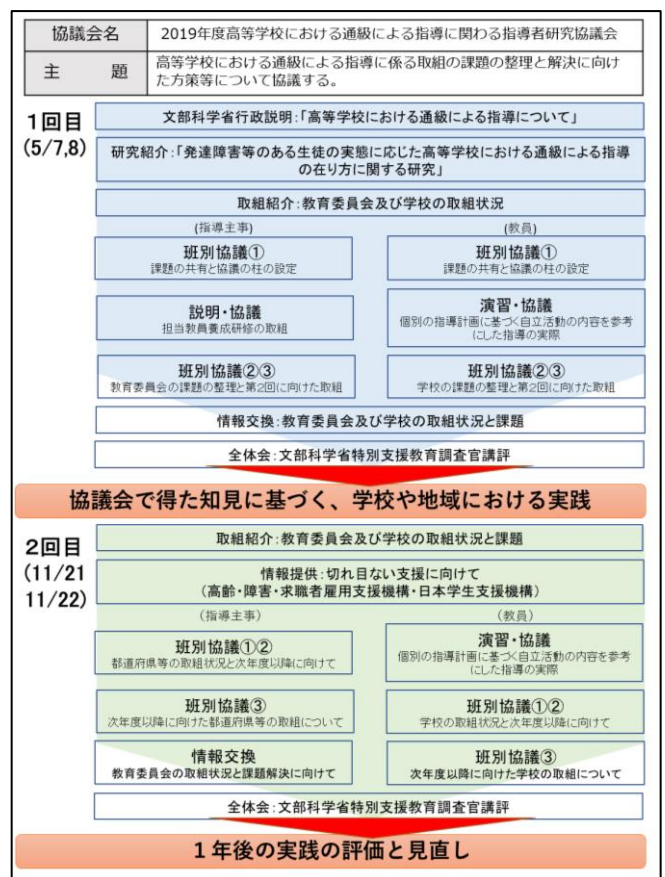 協議会名
2019年度高等学校における通級による指導に関わる指導者研究協議会
主 題
高等学校における通級による指導に係る取組の課題の整理と解決に向け
た方策等について協議する。
1回目
(5/7,8)
文部科学省行政説明:「高等学校における通級による指導について」
研究紹介:「発達障害等のある生徒の実態に応じた高等学校における通級による指導
の在り方に関する研究」
取組紹介:教育委員会及び学校の取組状況
(指導主事)
(教員)
班別協議①
課題の共有と協議の柱の設定
班別協議①
課題の共有と協議の柱の設定
説明・協議
担当教員養成研修の取組
演習・協議
個別の指導計画に基づく自立活動の内容を参考
にした指導の実際
班別協議②③
教育委員会の課題の整理と第2回に向けた取組
班別協議②③
学校の課題の整理と第2回に向けた取組
情報交換:教育委員会及び学校の取組状況と課題
全体会:文部科学省特別支援教育調査官講評
協議会で得た知見に基づく、学校や地域における実践
2回目
(11/21
11/22)
取組紹介:教育委員会及び学校の取組状況と課題
情報提供:切れ目ない支援に向けて
(高齢・障害・求職者雇用支援機構・日本学生支援機構)
(指導主事)
(教員)
班別協議①②
都道府県等の取組状況と次年度以降に向けて
演習・協議
個別の指導計画に基づく自立活動の内容を参考
にした指導の実際
班別協議③
次年度以降に向けた都道府県等の取組について
班別協議①②
学校の取組状況と次年度以降に向けて
情報交換
教育委員会の取組状況と課題解決に向けて
班別協議③
次年度以降に向けた学校の取組について
全体会:文部科学省特別支援教育調査官講評
1年後の実践の評価と見直し